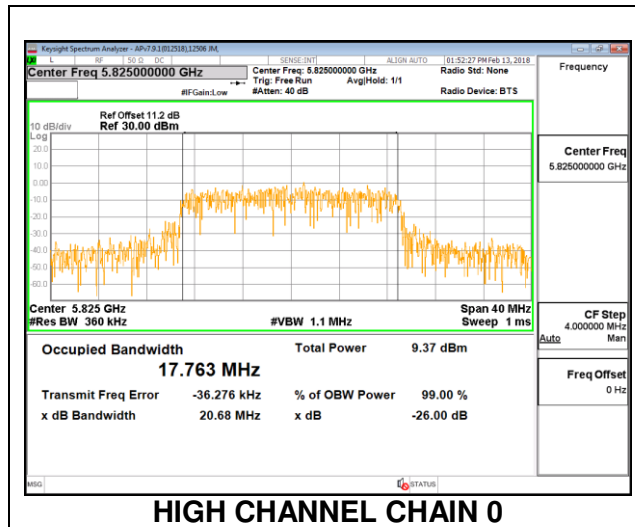 Keysight Spectrum Analyzer - APv7.9.1(012518),12506 JM,
L RF 50 Ω DC SENSE:INT ALIGN AUTO 01:52:27 PM Feb 13, 2018
Center Freq 5.825000000 GHz Center Freq: 5.825000000 GHz Radio Std: None
Trig: Free Run Avg|Hold: 1/1
#IFGain:Low #Atten: 40 dB Radio Device: BTS
Frequency
Ref Offset 11.2 dB
10 dB/div Ref 30.00 dBm
Log
20.0
10.0
0.00
-10.0
-20.0
-30.0
-40.0
-50.0
-60.0
Center Freq
5.825000000 GHz
Center 5.825 GHz Span 40 MHz
#Res BW 360 kHz #VBW 1.1 MHz Sweep 1 ms
CF Step
4.000000 MHz
Auto Man
Occupied Bandwidth Total Power 9.37 dBm
17.763 MHz
Transmit Freq Error -36.276 kHz % of OBW Power 99.00 %
x dB Bandwidth 20.68 MHz x dB -26.00 dB
Freq Offset
0 Hz
MSG STATUS
HIGH CHANNEL CHAIN 0